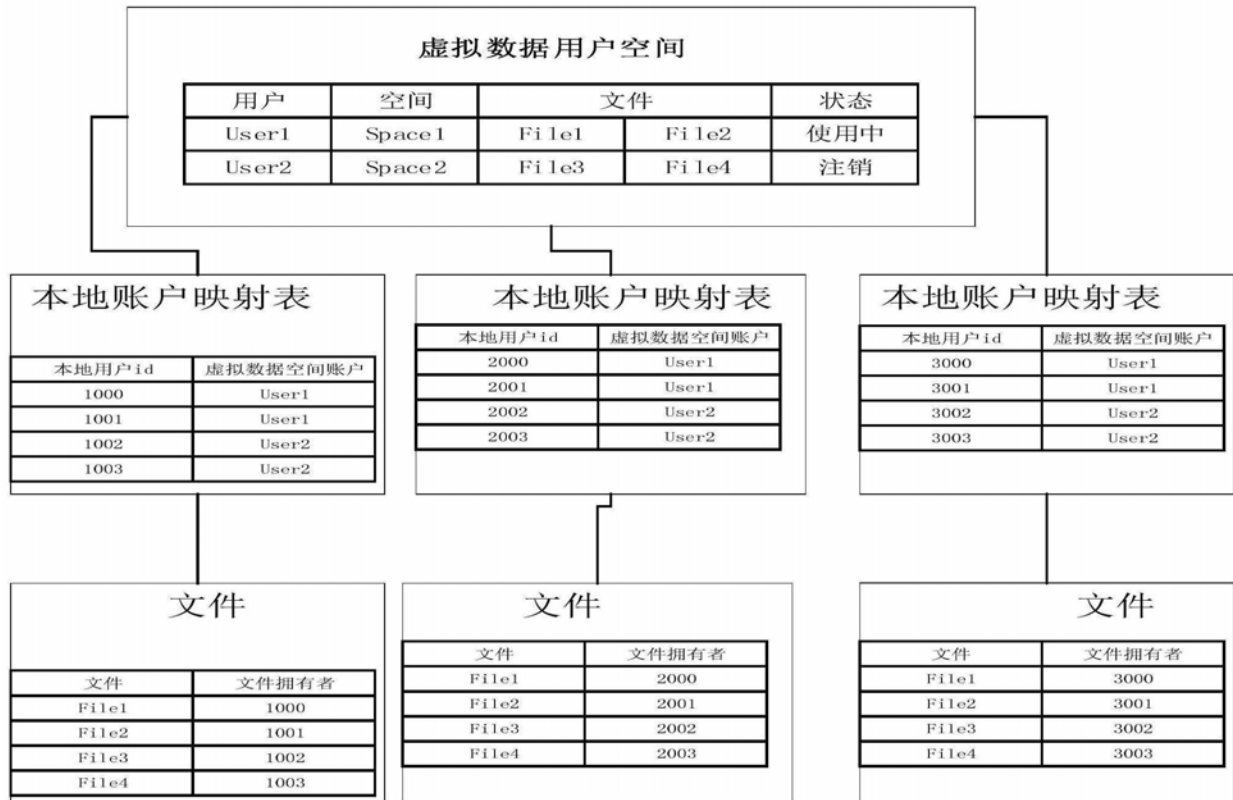 虚拟数据用户空间
用户 空间 文件 状态
User1 Space1 File1 File2 使用中
User2 Space2 File3 File4 注销
本地账户映射表
本地用户id 虚拟数据空间账户
1000 User1
1001 User1
1002 User2
1003 User2
本地账户映射表
本地用户id 虚拟数据空间账户
2000 User1
2001 User1
2002 User2
2003 User2
本地账户映射表
本地用户id 虚拟数据空间账户
3000 User1
3001 User1
3002 User2
3003 User2
文件
文件 文件拥有者
File1 1000
File2 1001
File3 1002
File4 1003
文件
文件 文件拥有者
File1 2000
File2 2001
File3 2002
File4 2003
文件
文件 文件拥有者
File1 3000
File2 3001
File3 3002
File4 3003